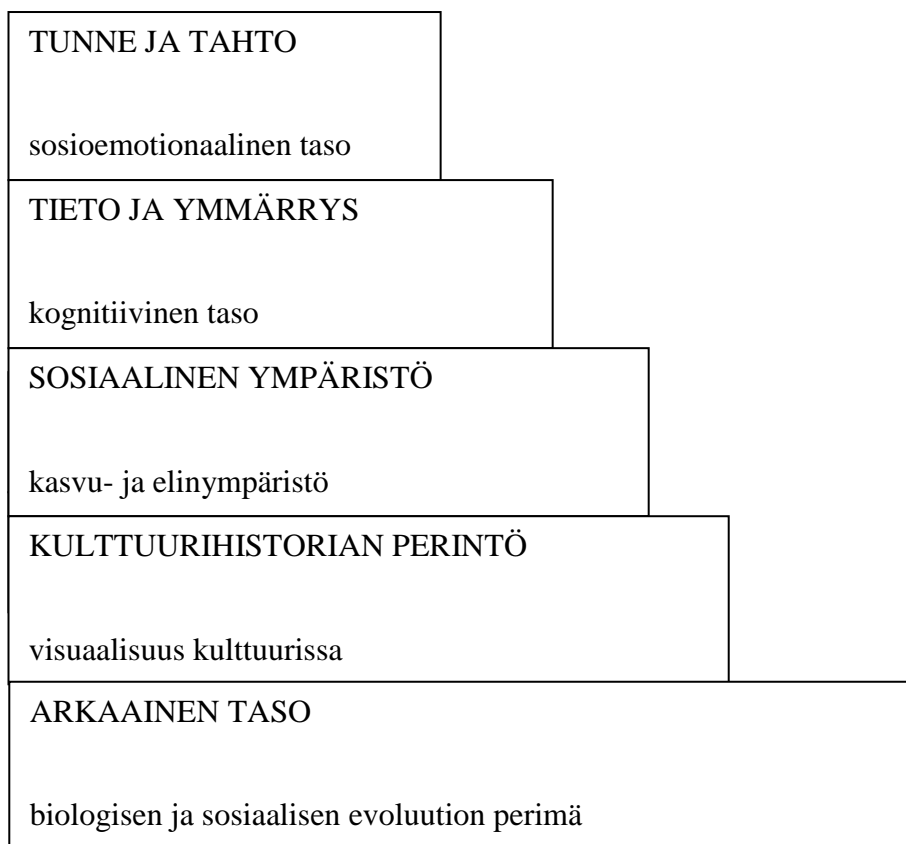 TUNNE JA TAHTO
sosioemotionaalinen taso
TIETO JA YMMÄRRYS
kognitiivinen taso
SOSIAALINEN YMPÄRISTÖ
kasvu- ja elinympäristö
KULTTUURIHISTORIAN PERINTÖ
visuaalisuus kulttuurissa
ARKAAINEN TASO
biologisen ja sosiaalisen evoluution perimä